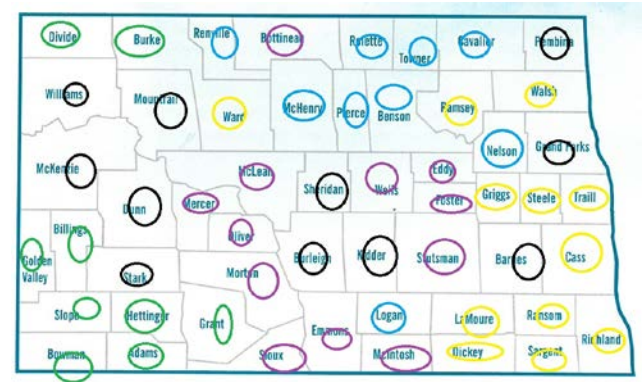 Divide
Burke
Renville
Bottineau
Rolette
Towner
Cavalier
Pembina
Williams
Mountrail
Ward
McHenry
Pierce
Benson
Ramsey
Walsh
McKenzie
McLean
Sheridan
Wells
Eddy
Foster
Nelson
Grand Forks
Dunn
Mercer
Oliver
Griggs
Steele
Traill
Billings
Golden
Valley
Stark
Morton
Burleigh
Kidder
Stutsman
Barnes
Cass
Slope
Hettinger
Grant
Emmons
Logan
LaMoure
Ransom
Richland
Bowman
Adams
Sioux
McIntosh
Dickey
Sargent